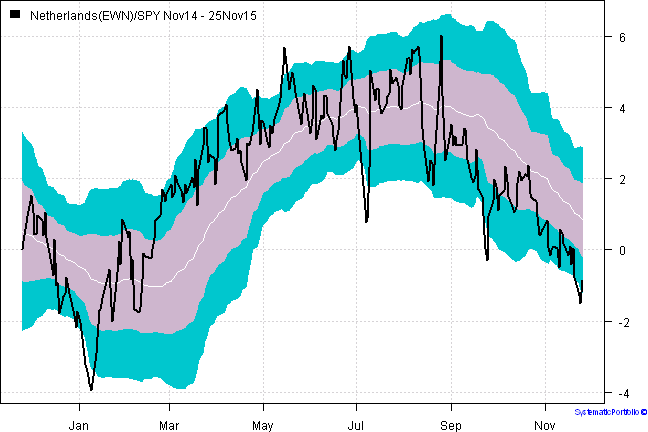 Netherlands(EWN)/SPY Nov14 - 25Nov15
6
4
2
0
-2
-4
Jan Mar May Jul Sep Nov
SystematicPortfolio ©